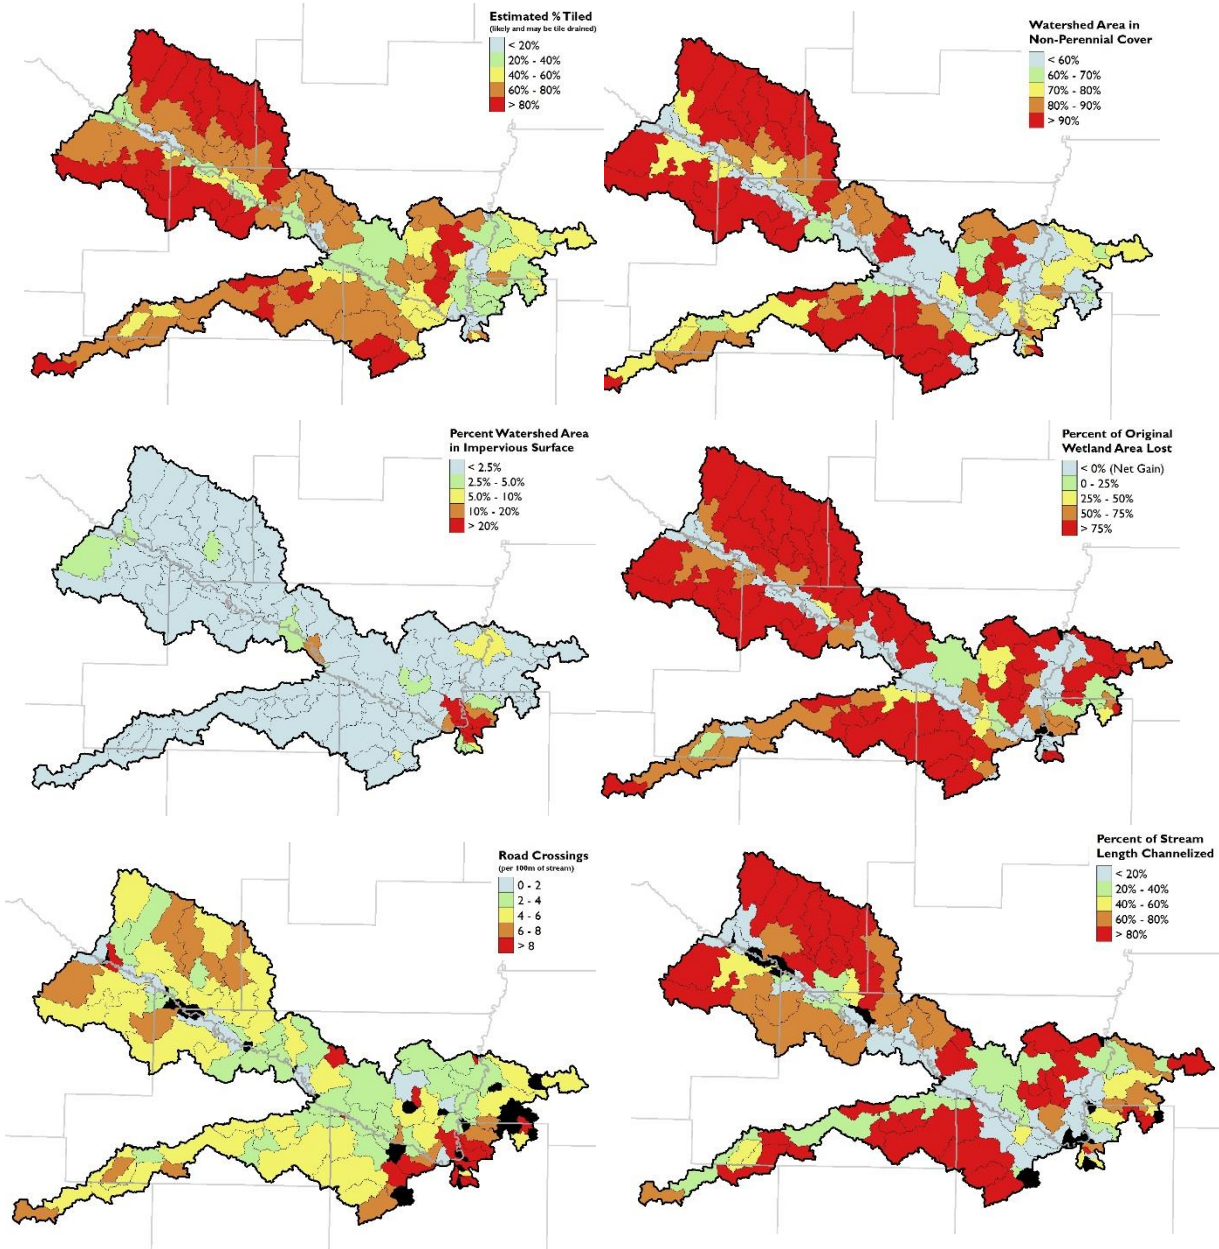 Estimated % Tiled
(likely and may be tile drained)
< 20%
20% - 40%
40% - 60%
60% - 80%
> 80%
Watershed Area in
Non-Perennial Cover
< 60%
60% - 70%
70% - 80%
80% - 90%
> 90%
Percent Watershed Area
in Impervious Surface
< 2.5%
2.5% - 5.0%
5.0% - 10%
10% - 20%
> 20%
Percent of Original
Wetland Area Lost
< 0% (Net Gain)
0 - 25%
25% - 50%
50% - 75%
> 75%
Road Crossings
(per 100m of stream)
0 - 2
2 - 4
4 - 6
6 - 8
> 8
Percent of Stream
Length Channelized
< 20%
20% - 40%
40% - 60%
60% - 80%
> 80%